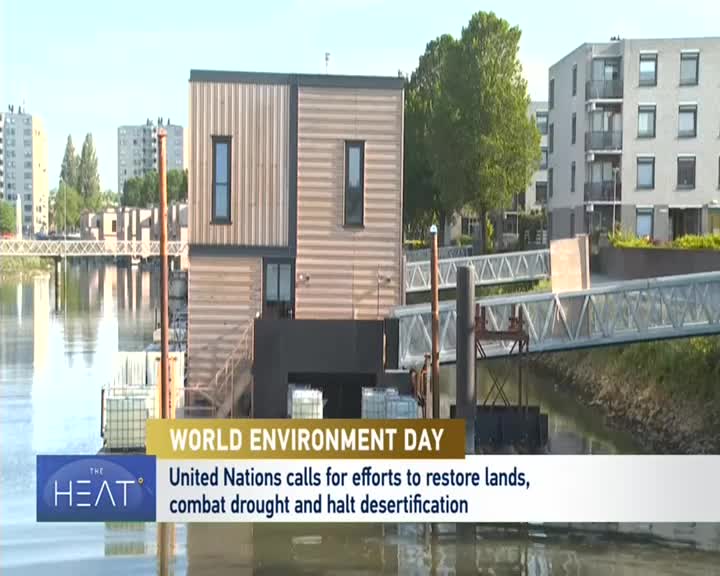 WORLD ENVIRONMENT DAY
THE
HEAT
United Nations calls for efforts to restore lands,
combat drought and halt desertification